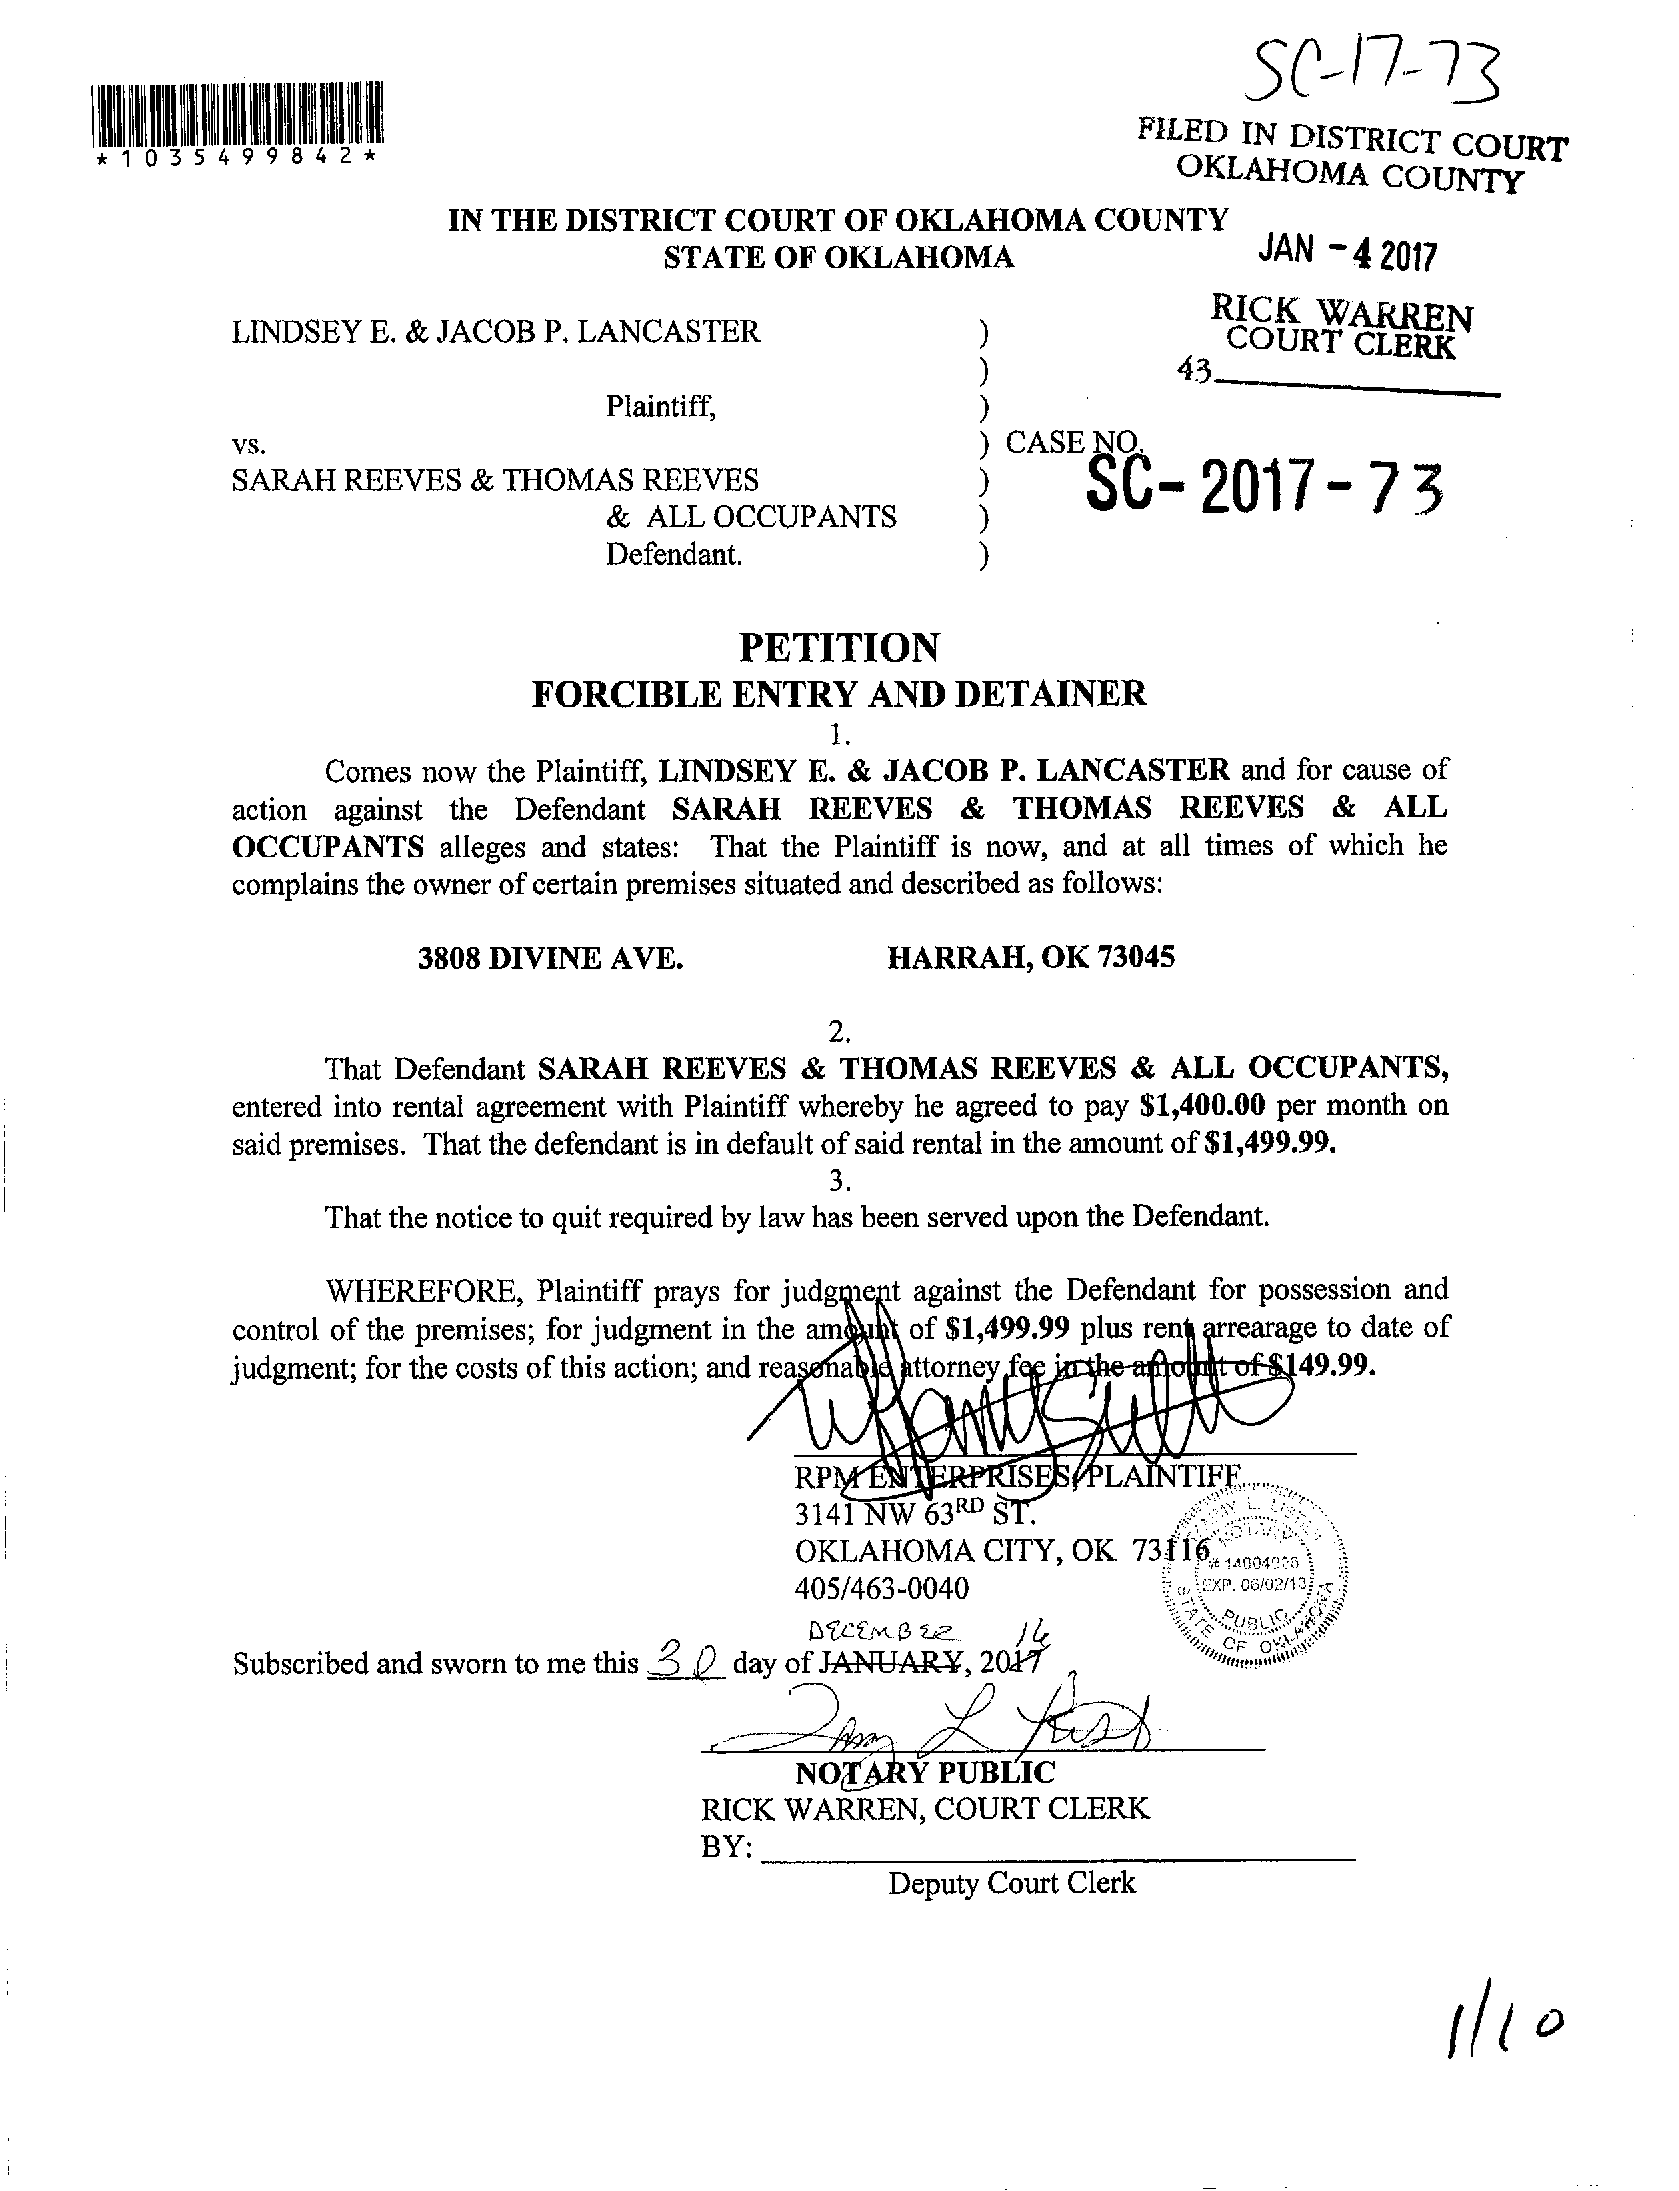 SC-17-73
*1035499842*
FILED IN DISTRICT COURT
OKLAHOMA COUNTY
IN THE DISTRICT COURT OF OKLAHOMA COUNTY
STATE OF OKLAHOMA
JAN -4 2017
RICK WARREN
COURT CLERK
43
LINDSEY E. & JACOB P. LANCASTER )
)
Plaintiff, )
vs. ) CASE NO.
SC-2017-73
SARAH REEVES & THOMAS REEVES )
& ALL OCCUPANTS )
Defendant. )
PETITION
FORCIBLE ENTRY AND DETAINER
1.
Comes now the Plaintiff, LINDSEY E. & JACOB P. LANCASTER and for cause of
action against the Defendant SARAH REEVES & THOMAS REEVES & ALL
OCCUPANTS alleges and states: That the Plaintiff is now, and at all times of which he
complains the owner of certain premises situated and described as follows:
3808 DIVINE AVE. HARRAH, OK 73045
2.
That Defendant SARAH REEVES & THOMAS REEVES & ALL OCCUPANTS,
entered into rental agreement with Plaintiff whereby he agreed to pay $1,400.00 per month on
said premises. That the defendant is in default of said rental in the amount of $1,499.99.
3.
That the notice to quit required by law has been served upon the Defendant.
WHEREFORE, Plaintiff prays for judgment against the Defendant for possession and
control of the premises; for judgment in the amount of $1,499.99 plus rent arrearage to date of
judgment; for the costs of this action; and reasonable attorney fee in the amount of $149.99.
RPM ENTERPRISES/PLAINTIFF
3141 NW 63RD ST.
OKLAHOMA CITY, OK 73116
405/463-0040
NOTARY
PUBLIC
STATE OF OKLAHOMA
DECEMBER 16
Subscribed and sworn to me this 30 day of JANUARY, 2017
NOTARY PUBLIC
RICK WARREN, COURT CLERK
BY:
Deputy Court Clerk
1/10